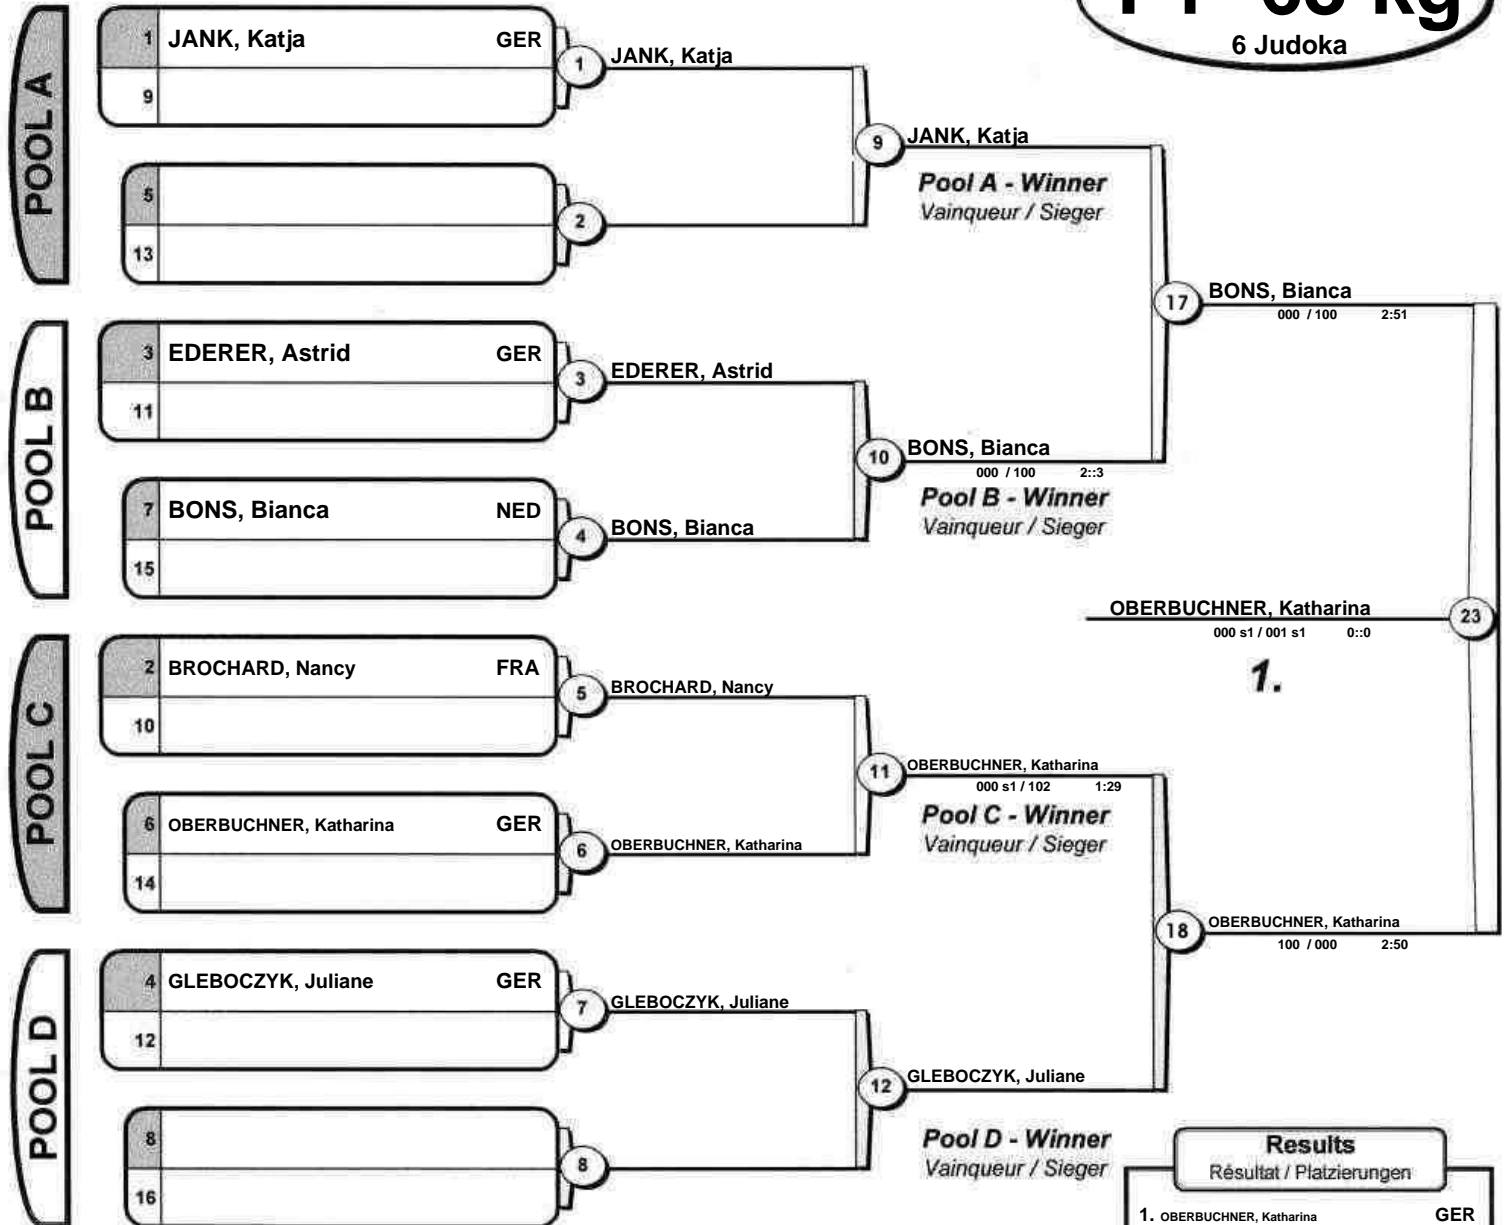 6 Judoka
POOL A
1 JANK, Katja GER
9
1 JANK, Katja
5
13
2
9 JANK, Katja
Pool A - Winner
Vainqueur / Sieger
POOL B
3 EDERER, Astrid GER
11
3 EDERER, Astrid
7 BONS, Bianca NED
15
4 BONS, Bianca
10 BONS, Bianca
000 / 100 2::3
Pool B - Winner
Vainqueur / Sieger
17 BONS, Bianca
000 / 100 2:51
POOL C
2 BROCHARD, Nancy FRA
10
5 BROCHARD, Nancy
6 OBERBUCHNER, Katharina GER
14
6 OBERBUCHNER, Katharina
11 OBERBUCHNER, Katharina
000 s1 / 102 1:29
Pool C - Winner
Vainqueur / Sieger
OBERBUCHNER, Katharina 23
000 s1 / 001 s1 0::0
1.
POOL D
4 GLEBOCZYK, Juliane GER
12
7 GLEBOCZYK, Juliane
8
16
8
12 GLEBOCZYK, Juliane
Pool D - Winner
Vainqueur / Sieger
18 OBERBUCHNER, Katharina
100 / 000 2:50
Results
Résultat / Platzierungen
1. OBERBUCHNER, Katharina GER